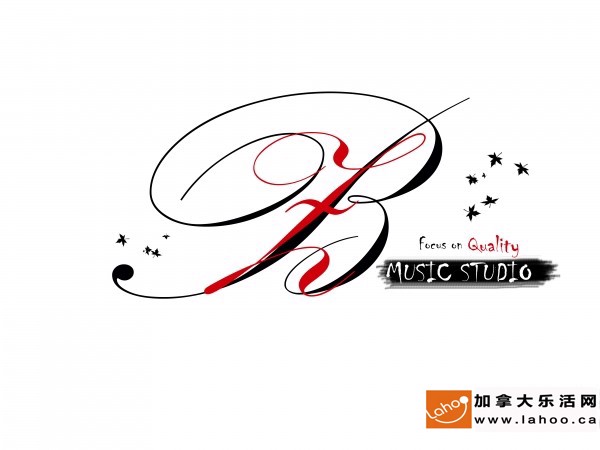 B
Focus on Quality
MUSIC STUDIO
Lahoo
加拿大乐活网
www.lahoo.ca